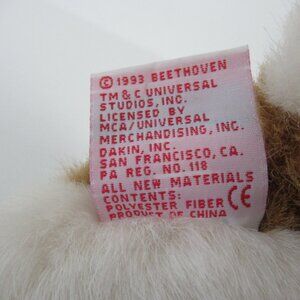 © 1993 BEETHOVEN
TM & C UNIVERSAL
STUDIOS, INC.
LICENSED BY
MCA/UNIVERSAL
MERCHANDISING, INC.
DAKIN, INC.
SAN FRANCISCO, CA.
PA REG. NO. 118
ALL NEW MATERIALS
CONTENTS:
POLYESTER FIBER CE
PRODUCT OF CHINA